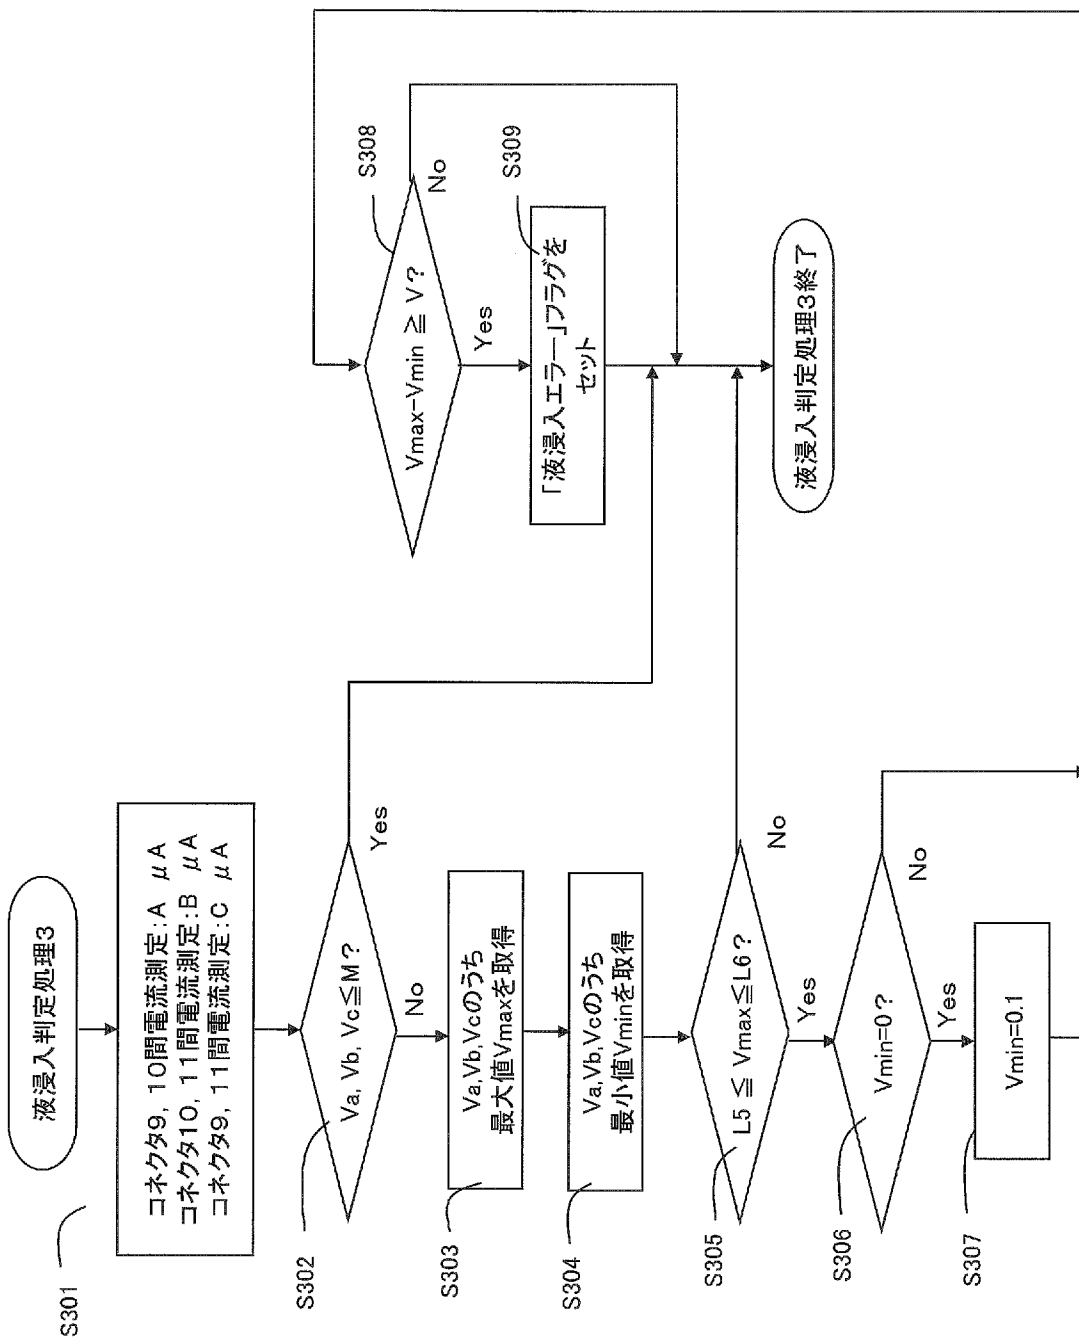 液浸入判定処理3
S301
コネクタ9, 10間電流測定:A μA
コネクタ10, 11間電流測定:B μA
コネクタ9, 11間電流測定:C μA
S302
Va, Vb, Vc≦M?
Yes
No
S303
Va,Vb,Vcのうち
最大値Vmaxを取得
S304
Va,Vb,Vcのうち
最小値Vminを取得
S305
L5 ≦ Vmax≦L6?
No
Yes
S306
Vmin=0?
No
Yes
S307
Vmin=0.1
S308
Vmax-Vmin ≧ V?
No
Yes
S309
「液浸入エラー」フラグを
セット
液浸入判定処理3終了